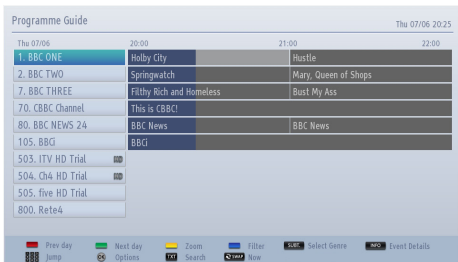 Programme Guide
Thu 07/06 20:25
Thu 07/06 20:00 21:00 22:00
1. BBC ONE Holby City Hustle
2. BBC TWO Springwatch Mary, Queen of Shops
7. BBC THREE Filthy Rich and Homeless Bust My Ass
70. CBBC Channel This is CBBC!
80. BBC NEWS 24 BBC News BBC News
105. BBCi BBCi
503. ITV HD Trial
504. Ch4 HD Trial
505. five HD Trial
800. Rete4
Prev day Next day Zoom Filter SUBT. Select Genre INFO Event Details
Jump OK Options TXT Search SWAP Now